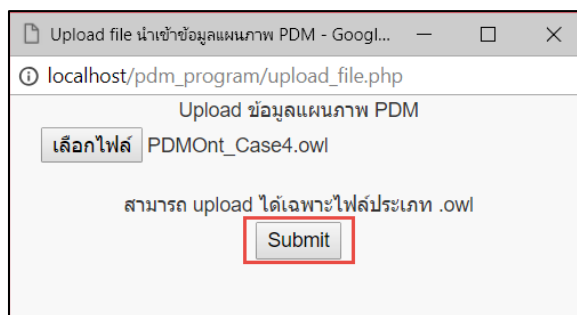 Upload file นำเข้าข้อมูลแผนภาพ PDM - Googl...
localhost/pdm_program/upload_file.php
Upload ข้อมูลแผนภาพ PDM
เลือกไฟล์ PDMOnt_Case4.owl
สามารถ upload ได้เฉพาะไฟล์ประเภท .owl
Submit